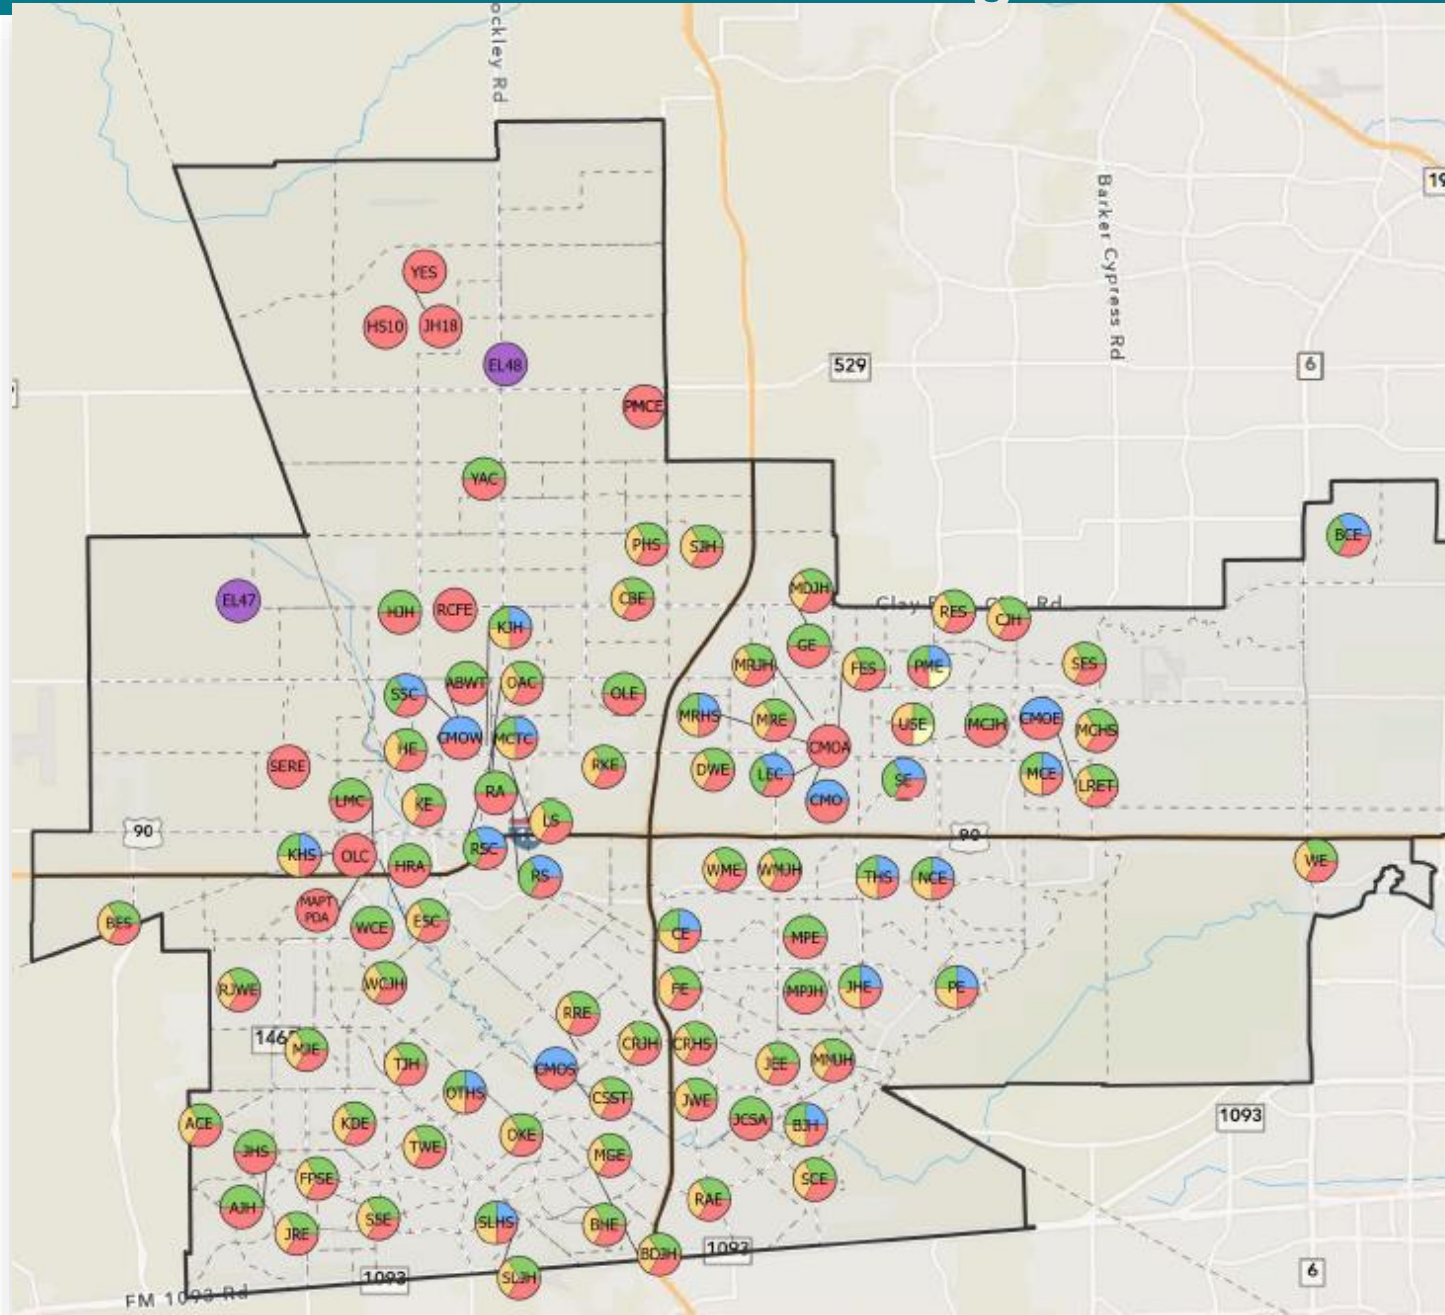 ockley Rd
19
Barker Cypress Rd
YES
HS10
JH18
EL48
529
6
PMCE
YAC
BCE
PHS
SJH
MDJH
CBE
EL47
HJH
RCFE
KJH
RES
CJH
GE
MRJH
FES
PME
SES
SSC
ABWT
OAC
OLE
MRHS
MRE
USE
MCJH
CMOE
MCHS
HE
CMOW
MCTC
CMOA
SERE
RKE
DWE
LEC
SE
MCE
LRET
LMC
KE
RA
CMO
LS
90
90
KHS
OLC
HRA
RSC
RS
WME
WMJH
THS
NCE
WE
MAPT
PDA
BES
WCE
ESC
CE
MPE
RJWE
WCJH
FE
MPJH
JHE
PE
RRE
146
MJE
TJH
CRJH
CRHS
JEE
MMJH
CMOS
OTHS
CSST
JWE
ACE
KDE
JCSA
BJH
1093
JHS
TWE
DKE
MGE
FPSE
SCE
AJH
RAE
JRE
SSE
SLHS
BHE
BDJH
1093
1093
SLJH
6
FM 1093 Rd